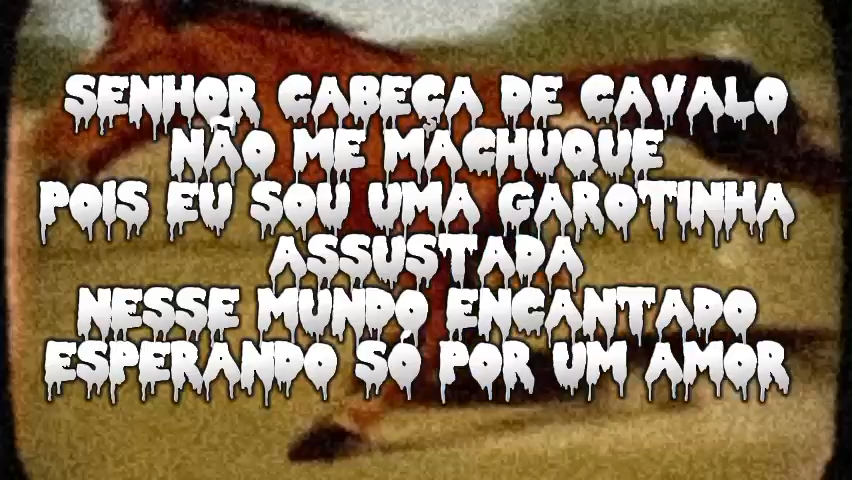 SENHOR CABEÇA DE CAVALO
NÃO ME MACHUQUE
POIS EU SOU UMA GAROTINHA
ASSUSTADA
NESSE MUNDO ENCANTADO
ESPERANDO SÓ POR UM AMOR